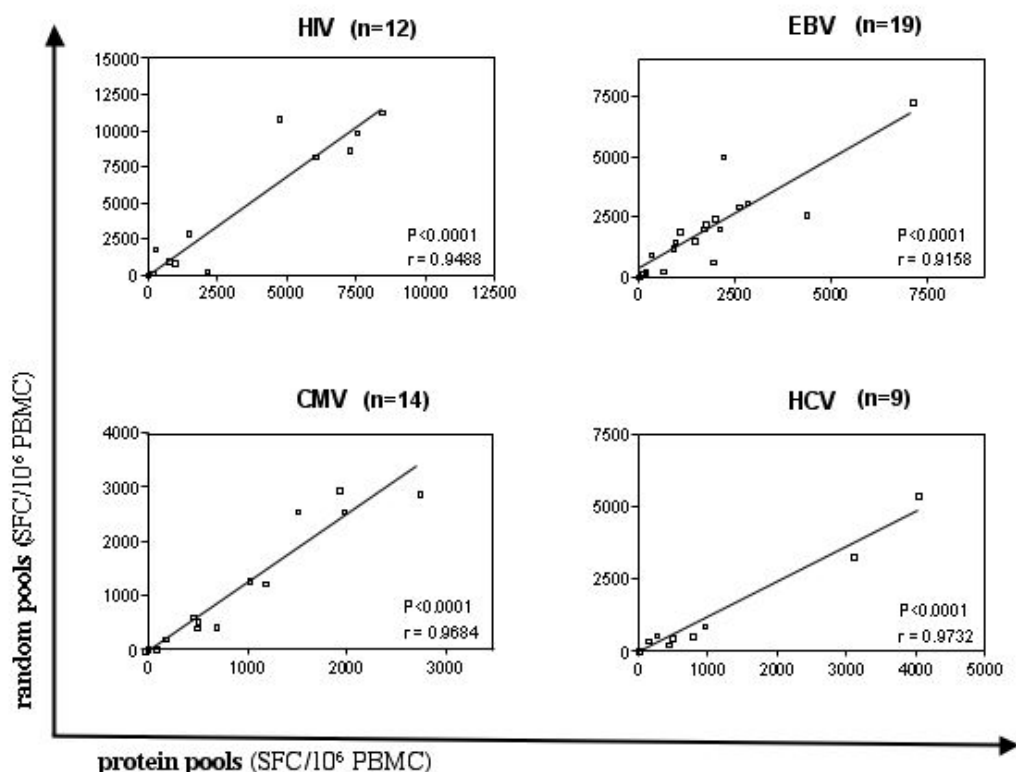 HIV (n=12)
15000
12500
10000
7500
5000
2500
0
P<0.0001
r = 0.9488
0 2500 5000 7500 10000 12500
EBV (n=19)
7500
5000
2500
0
P<0.0001
r = 0.9158
0 2500 5000 7500
CMV (n=14)
4000
3000
2000
1000
0
P<0.0001
r = 0.9684
0 1000 2000 3000
HCV (n=9)
7500
5000
2500
0
P<0.0001
r = 0.9732
0 1000 2000 3000 4000 5000
random pools (SFC/10⁶ PBMC)
protein pools (SFC/10⁶ PBMC)